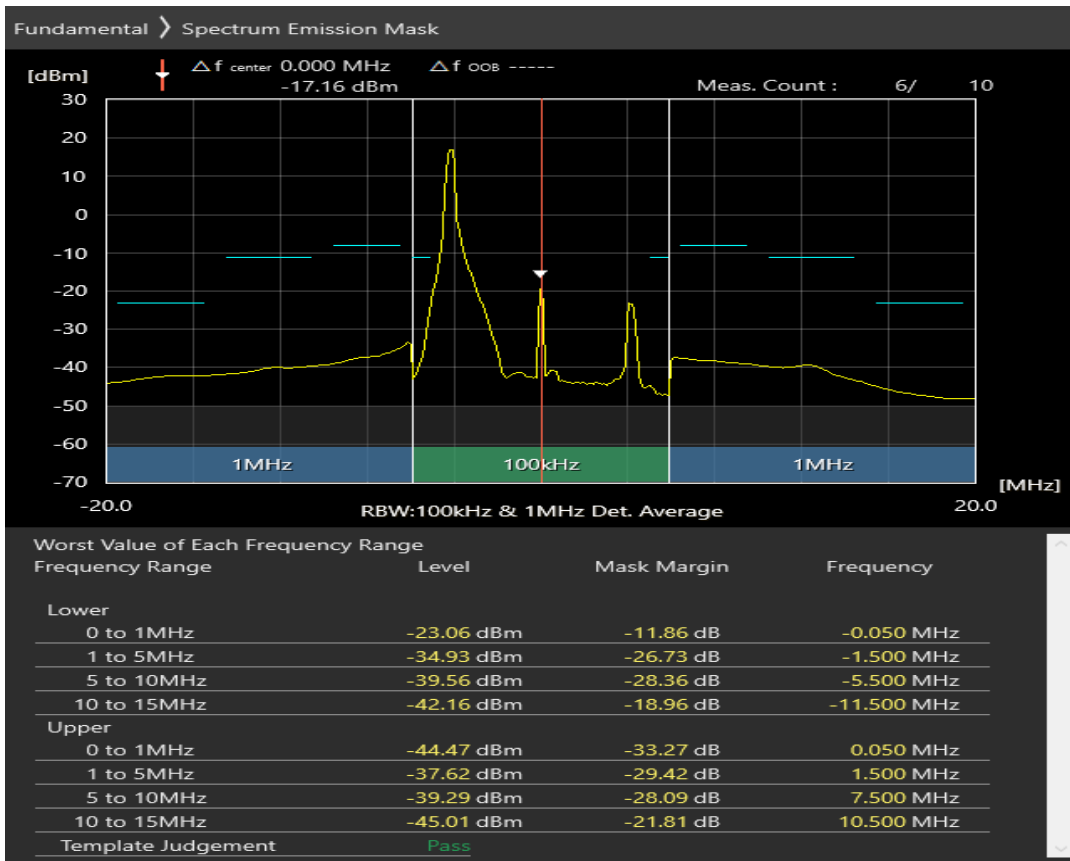 Fundamental ❯ Spectrum Emission Mask
[dBm] Δf center 0.000 MHz Δf OOB -----
-17.16 dBm Meas. Count : 6/ 10
30
20
10
0
-10
-20
-30
-40
-50
-60
1MHz 100kHz 1MHz
-70 [MHz]
-20.0 RBW:100kHz & 1MHz Det. Average 20.0
Worst Value of Each Frequency Range
Frequency Range Level Mask Margin Frequency
Lower
0 to 1MHz -23.06 dBm -11.86 dB -0.050 MHz
1 to 5MHz -34.93 dBm -26.73 dB -1.500 MHz
5 to 10MHz -39.56 dBm -28.36 dB -5.500 MHz
10 to 15MHz -42.16 dBm -18.96 dB -11.500 MHz
Upper
0 to 1MHz -44.47 dBm -33.27 dB 0.050 MHz
1 to 5MHz -37.62 dBm -29.42 dB 1.500 MHz
5 to 10MHz -39.29 dBm -28.09 dB 7.500 MHz
10 to 15MHz -45.01 dBm -21.81 dB 10.500 MHz
Template Judgement Pass